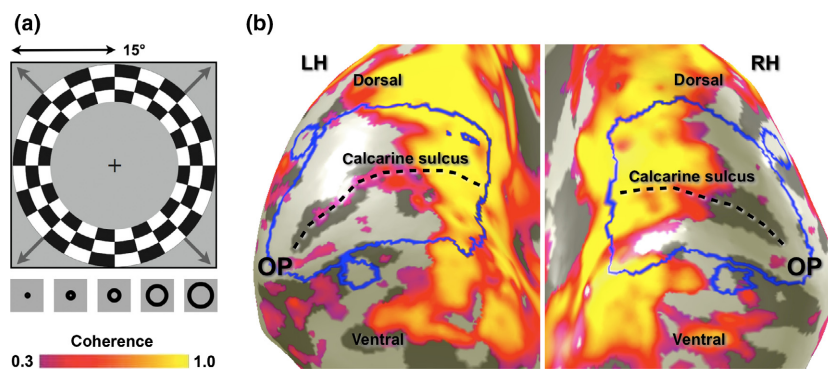 (a)
15°
Coherence
0.3
1.0
(b)
LH
Dorsal
Calcarine sulcus
OP
Ventral
RH
Dorsal
Calcarine sulcus
OP
Ventral